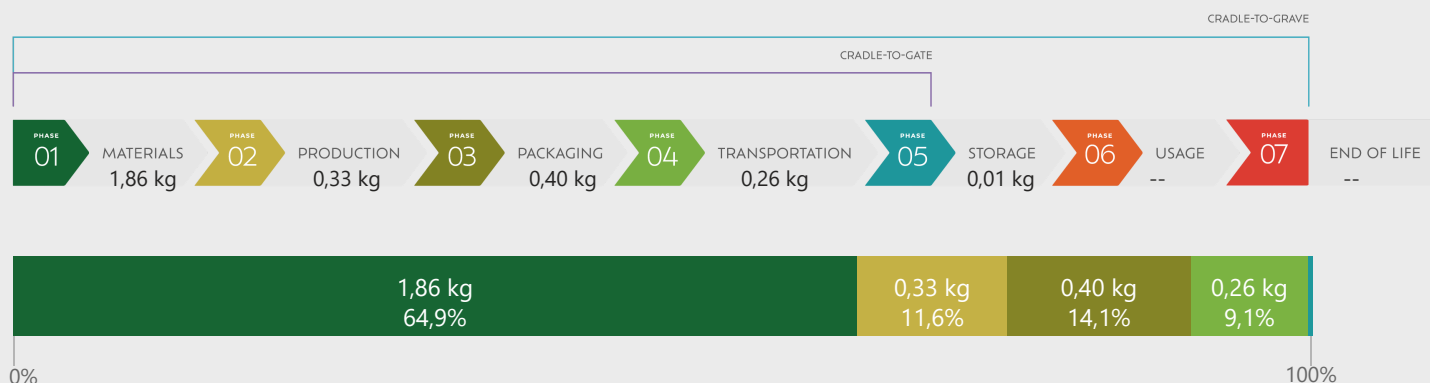 CRADLE-TO-GRAVE
CRADLE-TO-GATE
PHASE
01
MATERIALS
1,86 kg
PHASE
02
PRODUCTION
0,33 kg
PHASE
03
PACKAGING
0,40 kg
PHASE
04
TRANSPORTATION
0,26 kg
PHASE
05
STORAGE
0,01 kg
PHASE
06
USAGE
--
PHASE
07
END OF LIFE
--
1,86 kg
64,9%
0,33 kg
11,6%
0,40 kg
14,1%
0,26 kg
9,1%
0%
100%